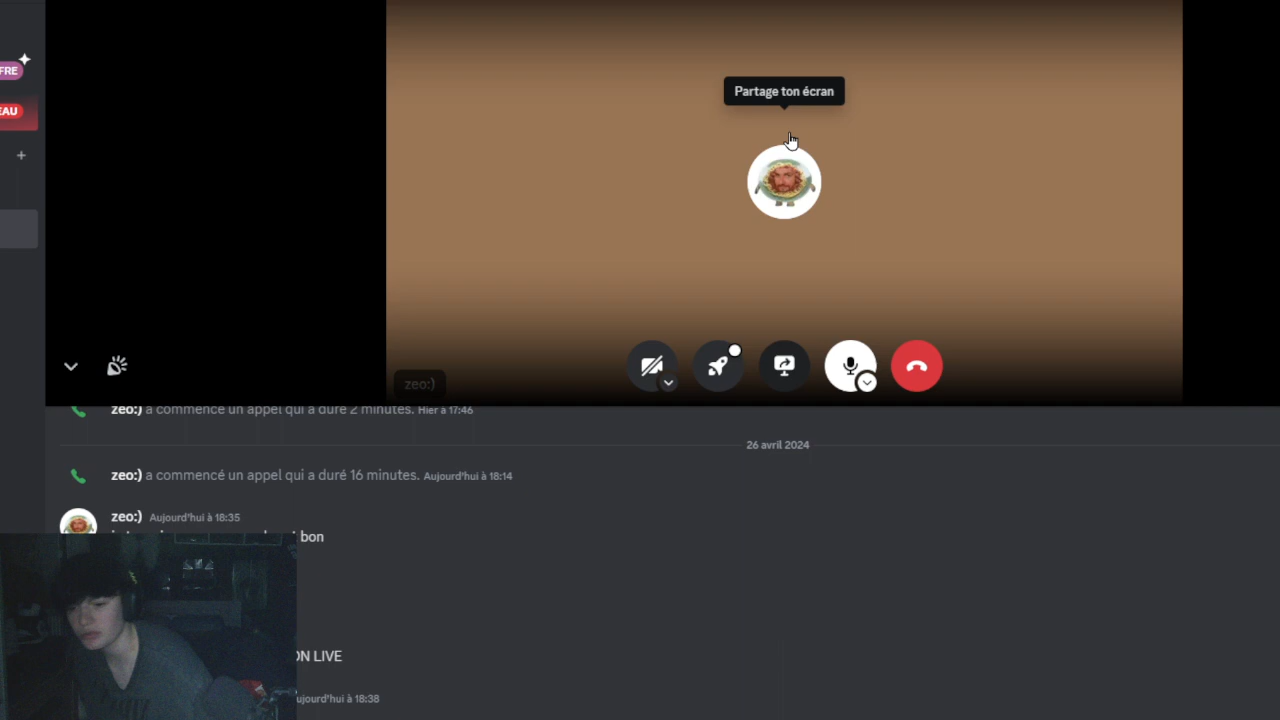 FRE
EAU
Partage ton écran
zeo:)
zeo:) a commencé un appel qui a duré 2 minutes. Hier à 17:46
26 avril 2024
zeo:) a commencé un appel qui a duré 16 minutes. Aujourd'hui à 18:14
zeo:) Aujourd'hui à 18:35
bon
ON LIVE
ujourd'hui à 18:38